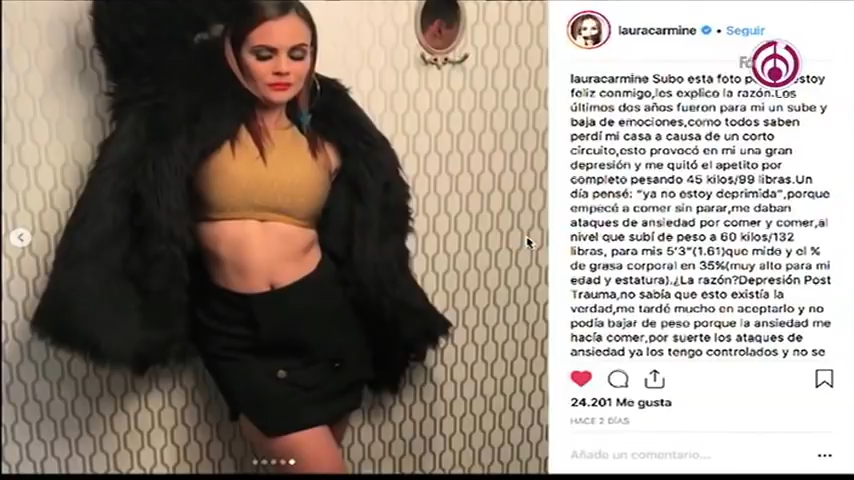 lauracarmine
Seguir
lauracarmine Subo esta foto estoy
feliz conmigo,les explico la razón.Los
últimos dos años fueron para mi un sube y
baja de emociones,como todos saben
perdí mi casa a causa de un corto
circuito,esto provocó en mi una gran
depresión y me quitó el apetito por
completo pesando 45 kilos/99 libras.Un
día pensé: "ya no estoy deprimida",porque
empecé a comer sin parar,me daban
ataques de ansiedad por comer y comer,al
nivel que subí de peso a 60 kilos/132
libras, para mis 5'3"(1.61)que mido y el %
de grasa corporal en 35%(muy alto para mi
edad y estatura).¿La razón?Depresión Post
Trauma,no sabía que esto existía la
verdad,me tardé mucho en aceptarlo y no
podía bajar de peso porque la ansiedad me
hacía comer,por suerte los ataques de
ansiedad ya los tengo controlados y no se
24.201 Me gusta
HACE 2 DÍAS
Añade un comentario...